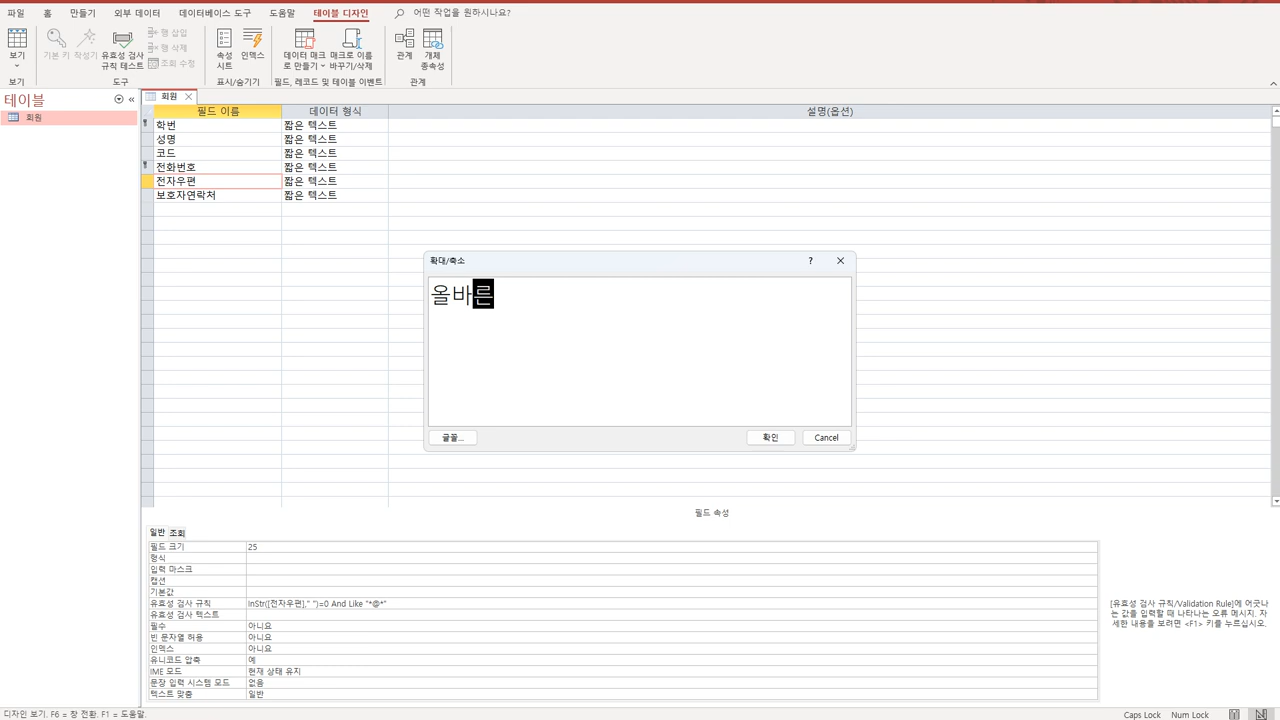 파일 홈 만들기 외부 데이터 데이터베이스 도구 도움말 테이블 디자인 어떤 작업을 원하시나요?
보기
기본 키
작성기
유효성 검사
규칙 테스트
행 삽입
행 삭제
조회 수정
속성
시트
인덱스
데이터 매크
로 만들기
매크로 이름
바꾸기/삭제
관계
개체
종속성
보기 도구 표시/숨기기 필드, 레코드 및 테이블 이벤트 관계
테이블
회원
회원
필드 이름 데이터 형식 설명(옵션)
학번 짧은 텍스트
성명 짧은 텍스트
코드 짧은 텍스트
전화번호 짧은 텍스트
전자우편 짧은 텍스트
보호자연락처 짧은 텍스트
확대/축소 ?
올바른
글꼴... 확인 Cancel
필드 속성
일반 조회
필드 크기 25
형식
입력 마스크
캡션
기본값
유효성 검사 규칙 InStr([전자우편]," ")=0 And Like "*@*"
유효성 검사 텍스트
필수 아니요
빈 문자열 허용 아니요
인덱스 아니요
유니코드 압축 예
IME 모드 현재 상태 유지
문장 입력 시스템 모드 없음
텍스트 맞춤 일반
[유효성 검사 규칙/Validation Rule]에 어긋나
는 값을 입력할 때 나타나는 오류 메시지. 자
세한 내용을 보려면 <F1> 키를 누르십시오.
디자인 보기. F6 = 창 전환. F1 = 도움말.
Caps Lock Num Lock